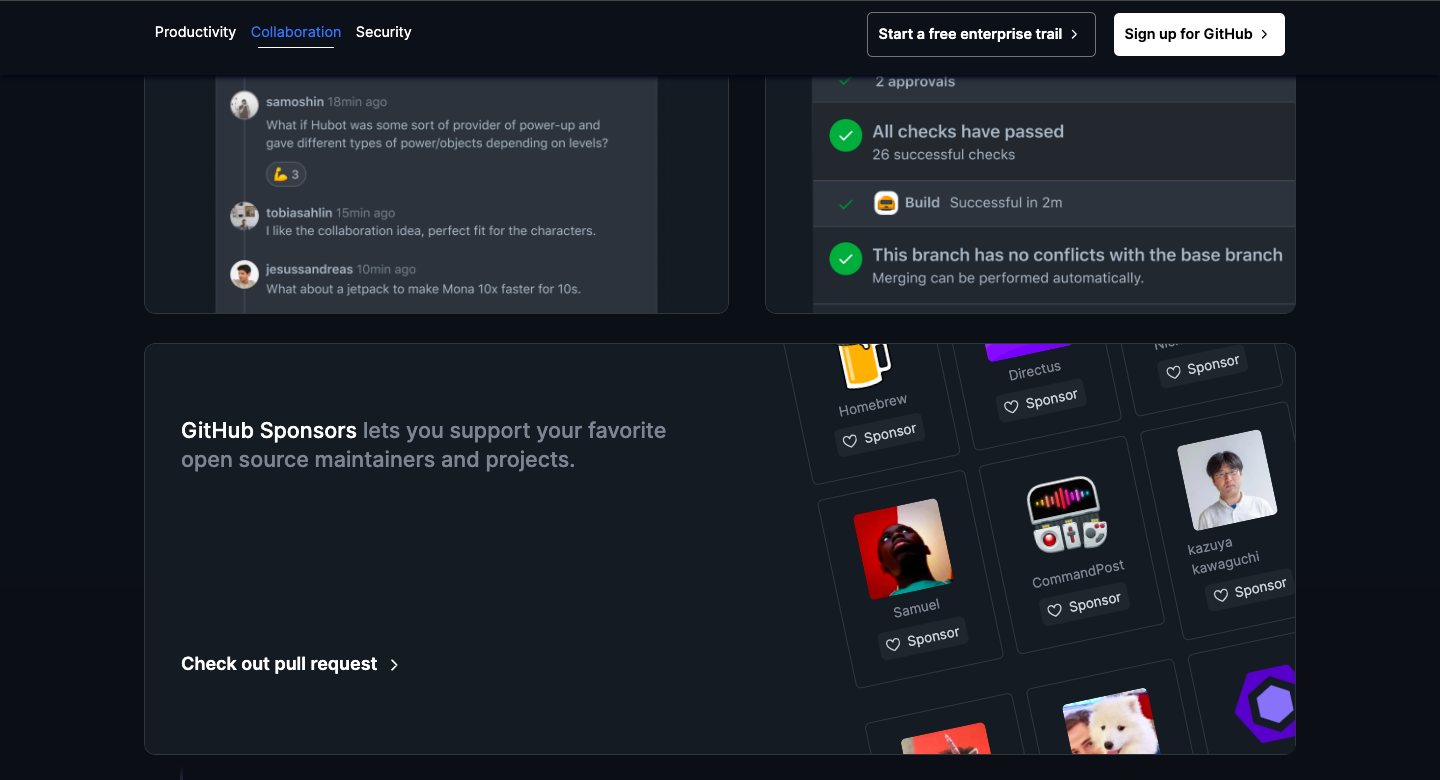 Productivity Collaboration Security
Start a free enterprise trail
Sign up for GitHub
samoshin 18min ago
What if Hubot was some sort of provider of power-up and
gave different types of power/objects depending on levels?
3
tobiasahlin 15min ago
I like the collaboration idea, perfect fit for the characters.
jesussandreas 10min ago
What about a jetpack to make Mona 10x faster for 10s.
2 approvals
All checks have passed
26 successful checks
Build Successful in 2m
This branch has no conflicts with the base branch
Merging can be performed automatically.
GitHub Sponsors lets you support your favorite
open source maintainers and projects.
Check out pull request
Homebrew
Sponsor
Directus
Sponsor
Sponsor
Samuel
Sponsor
CommandPost
Sponsor
kazuya
kawaguchi
Sponsor